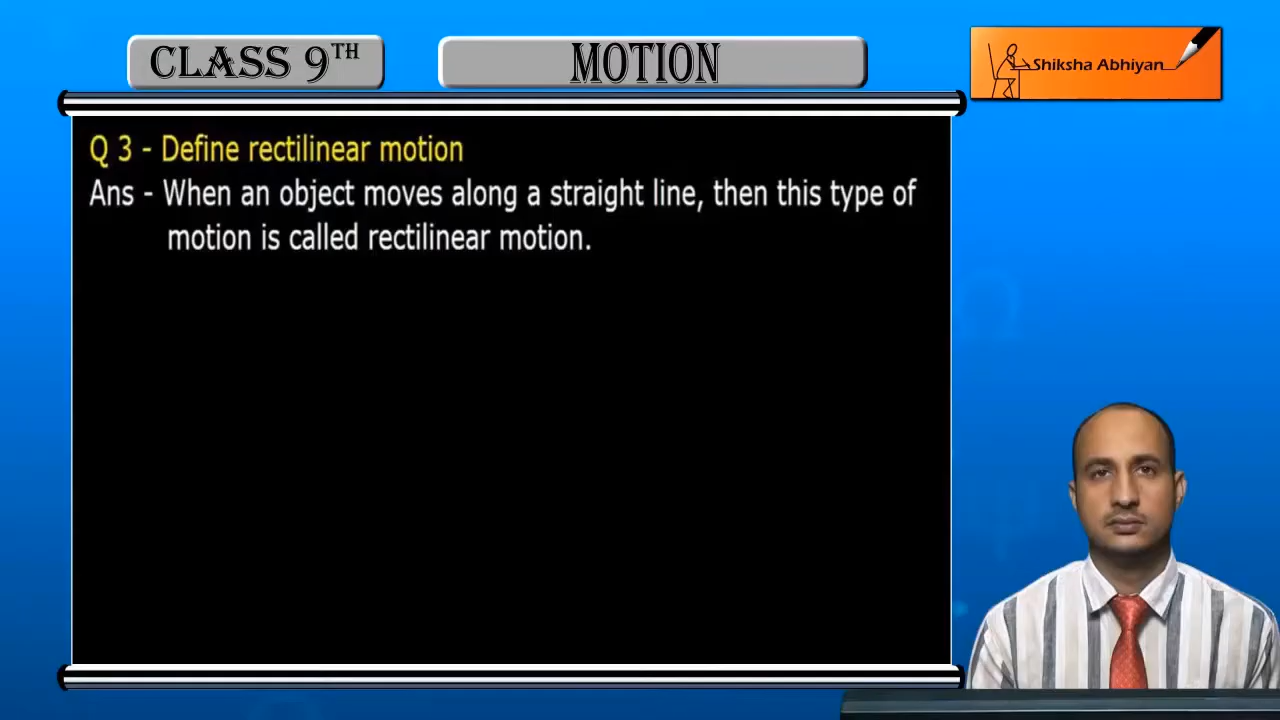 CLASS 9TH
MOTION
Shiksha Abhiyan
Q 3 - Define rectilinear motion
Ans - When an object moves along a straight line, then this type of
motion is called rectilinear motion.